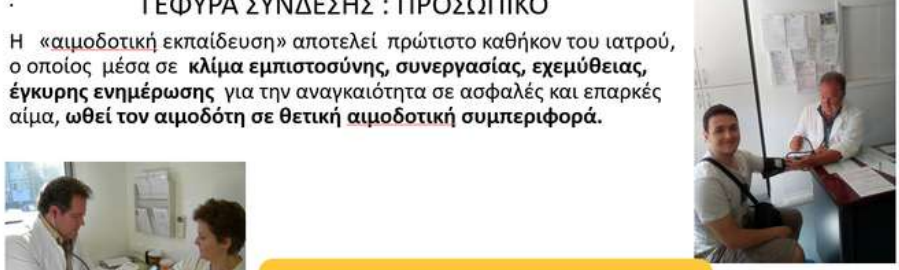 ΓΕΦΥΡΑ ΣΥΝΔΕΣΗΣ : ΠΡΟΣΩΠΙΚΟ
Η «αιμοδοτική εκπαίδευση» αποτελεί πρώτιστο καθήκον του ιατρού,
ο οποίος μέσα σε κλίμα εμπιστοσύνης, συνεργασίας, εχεμύθειας,
έγκυρης ενημέρωσης για την αναγκαιότητα σε ασφαλές και επαρκές
αίμα, ωθεί τον αιμοδότη σε θετική αιμοδοτική συμπεριφορά.